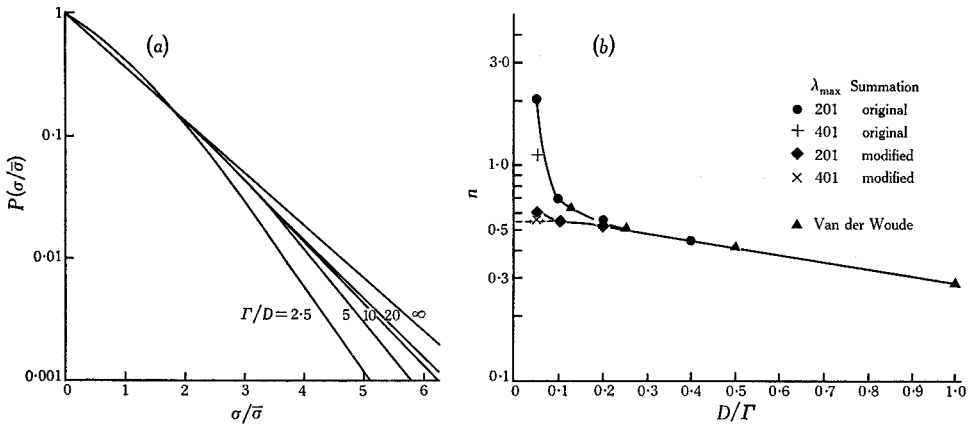 (a)
P(σ/σ̄)
1
0·1
0·01
0·001
Γ/D = 2·5 5 10 20 ∞
0 1 2 3 4 5 6
σ/σ̄
(b)
n
3·0
1·0
0·5
0·3
0·1
λmax Summation
201 original
401 original
201 modified
401 modified
Van der Woude
0·1 0·2 0·3 0·4 0·5 0·6 0·7 0·8 0·9 1·0
D/Γ